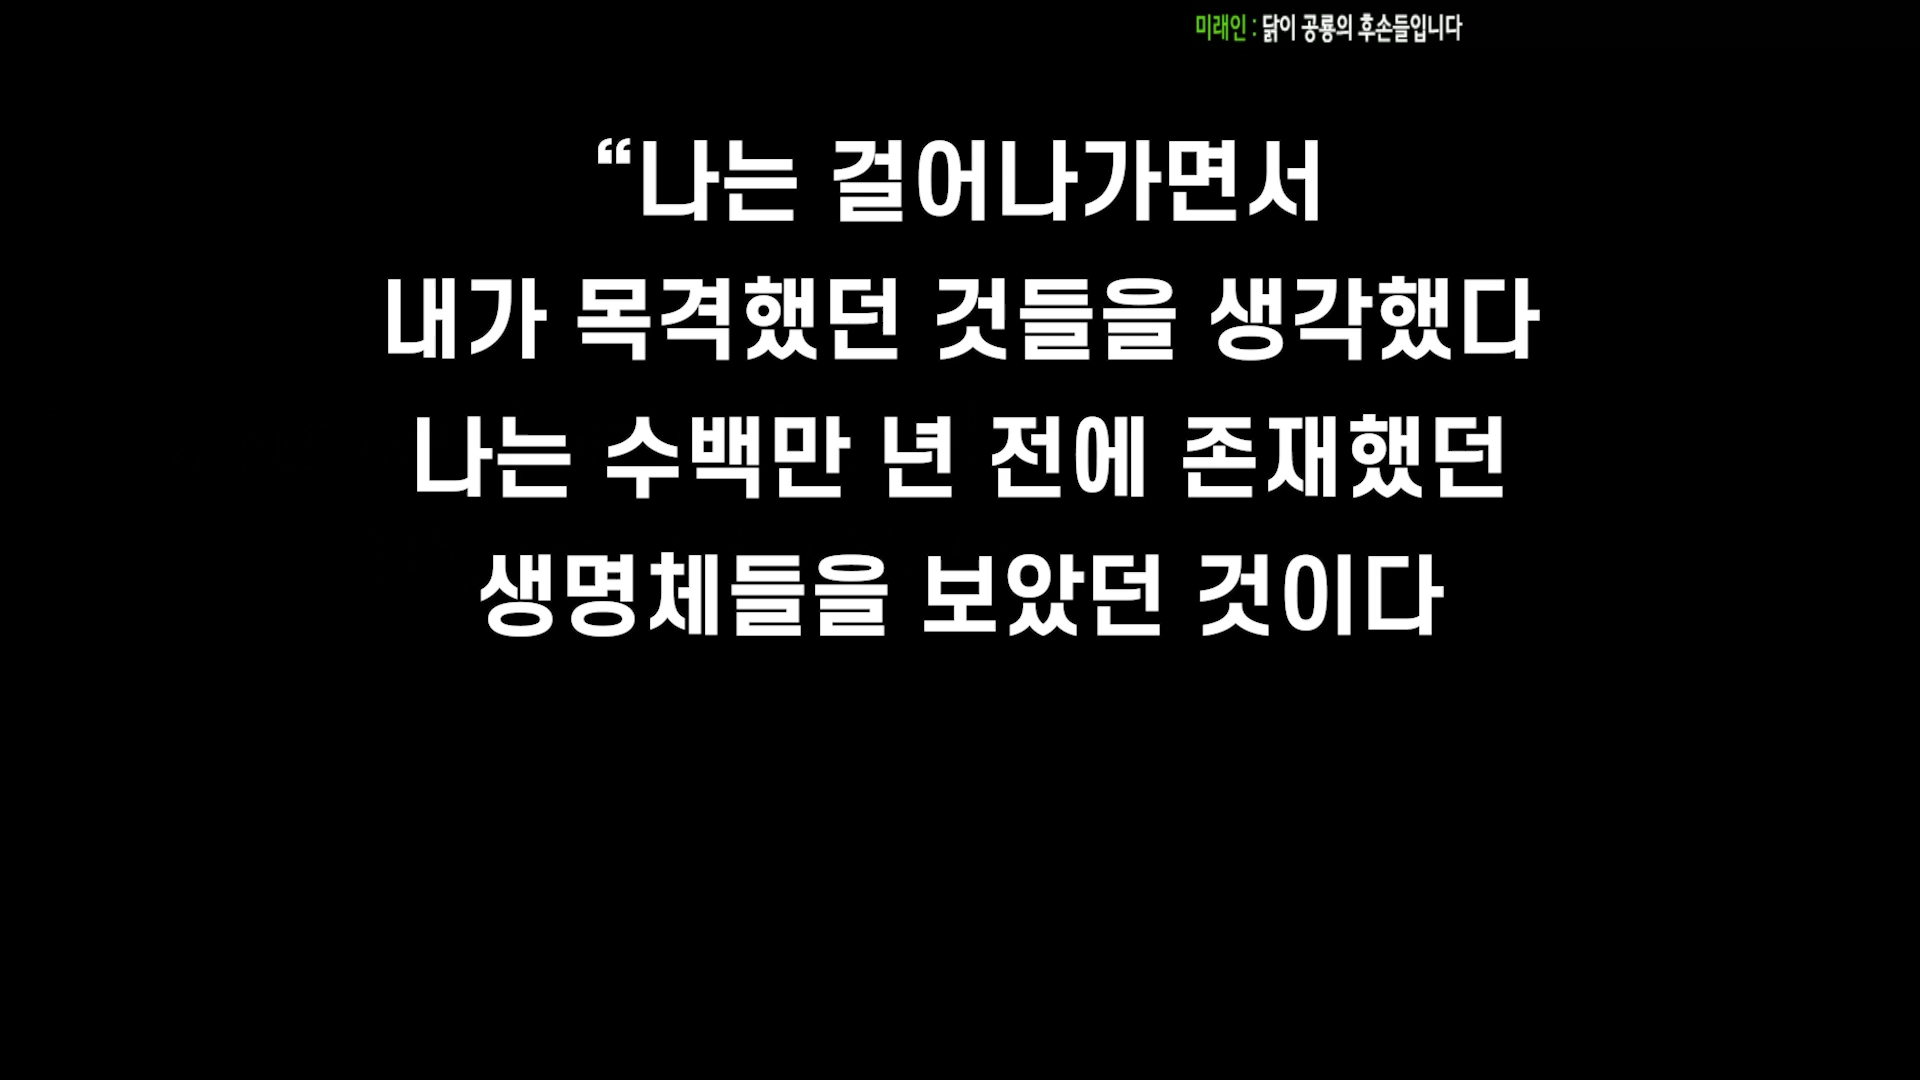 미래인 : 닭이 공룡의 후손들입니다
“나는 걸어나가면서
내가 목격했던 것들을 생각했다
나는 수백만 년 전에 존재했던
생명체들을 보았던 것이다